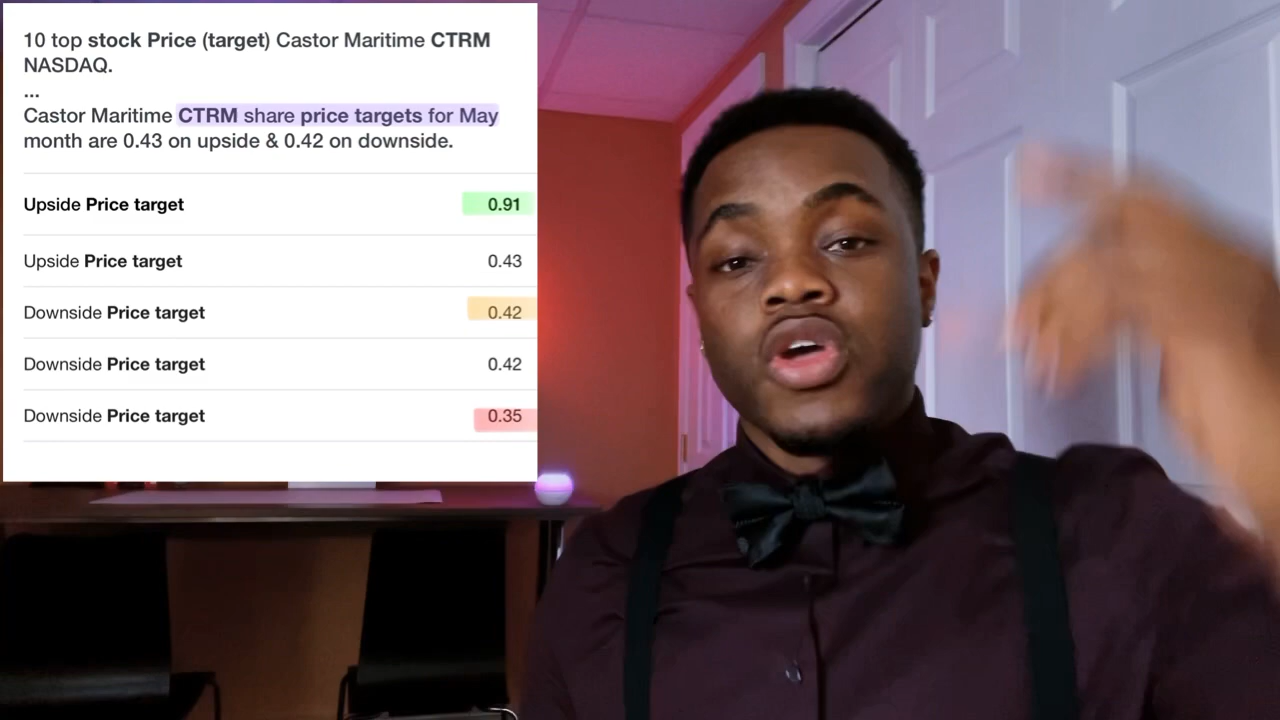 10 top stock Price (target) Castor Maritime CTRM
NASDAQ.
...
Castor Maritime CTRM share price targets for May
month are 0.43 on upside & 0.42 on downside.
Upside Price target 0.91
Upside Price target 0.43
Downside Price target 0.42
Downside Price target 0.42
Downside Price target 0.35